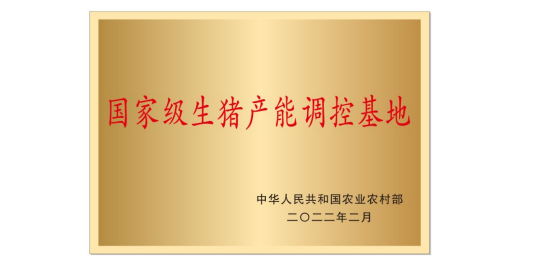 国家级生猪产能调控基地
中华人民共和国农业农村部
二〇二二年二月